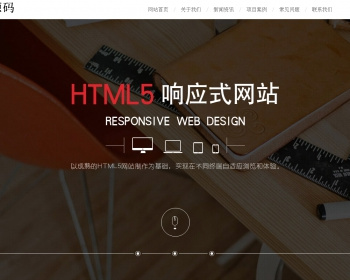 源码
网站首页 关于我们 新闻资讯 项目案例 常见问题 联系我们
HTML5 响应式网站
RESPONSIVE WEB DESIGN
以成熟的HTML5网站制作为基础，实现在不同终端自适应浏览和体验。